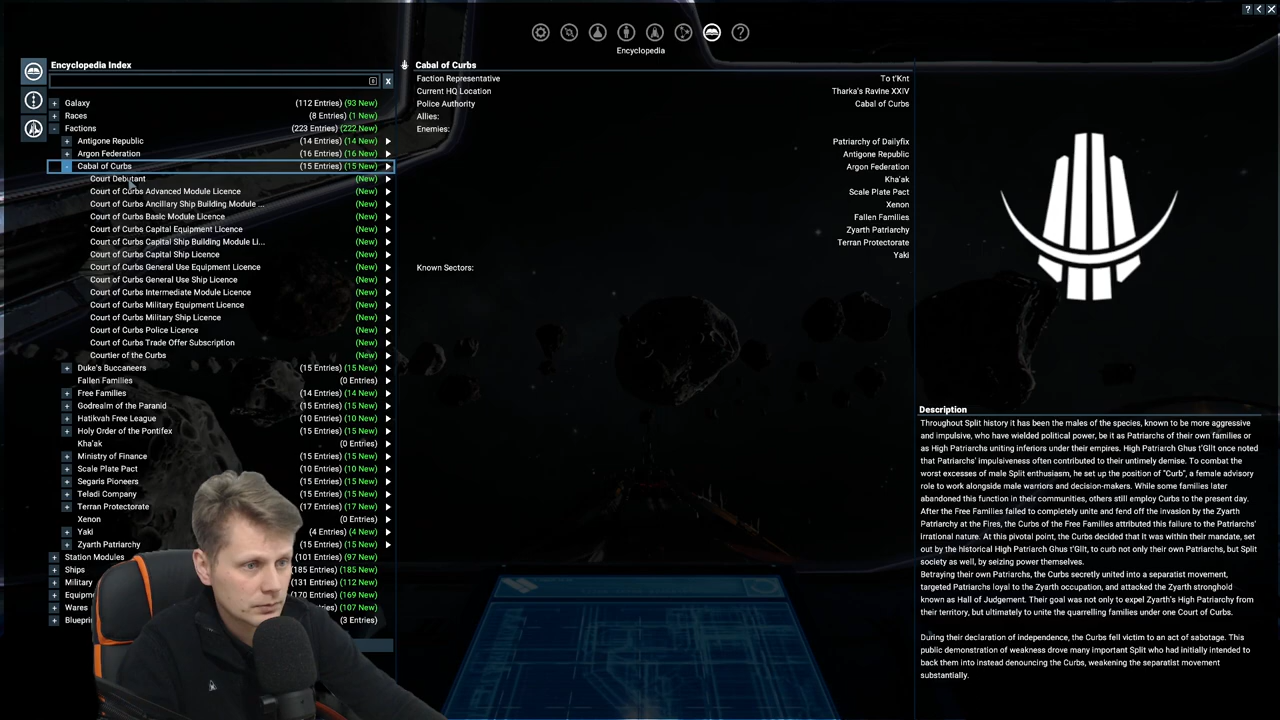 Encyclopedia
Encyclopedia Index
Galaxy (112 Entries) (93 New)
Races (8 Entries) (1 New)
Factions (223 Entries) (222 New)
Antigone Republic (14 Entries) (14 New)
Argon Federation (16 Entries) (16 New)
Cabal of Curbs (15 Entries) (15 New)
Court Debutant (New)
Court of Curbs Advanced Module Licence (New)
Court of Curbs Ancillary Ship Building Module ... (New)
Court of Curbs Basic Module Licence (New)
Court of Curbs Capital Equipment Licence (New)
Court of Curbs Capital Ship Building Module Li... (New)
Court of Curbs Capital Ship Licence (New)
Court of Curbs General Use Equipment Licence (New)
Court of Curbs General Use Ship Licence (New)
Court of Curbs Intermediate Module Licence (New)
Court of Curbs Military Equipment Licence (New)
Court of Curbs Military Ship Licence (New)
Court of Curbs Police Licence (New)
Court of Curbs Trade Offer Subscription (New)
Courtier of the Curbs (New)
Duke's Buccaneers (15 Entries) (15 New)
Fallen Families (0 Entries)
Free Families (14 Entries) (14 New)
Godrealm of the Paranid (15 Entries) (15 New)
Hatikvah Free League (10 Entries) (10 New)
Holy Order of the Pontifex (15 Entries) (15 New)
Kha'ak (0 Entries)
Ministry of Finance (15 Entries) (15 New)
Scale Plate Pact (10 Entries) (10 New)
Segaris Pioneers (15 Entries) (15 New)
Teladi Company (15 Entries) (15 New)
Terran Protectorate (17 Entries) (17 New)
Xenon (0 Entries)
Yaki (4 Entries) (4 New)
Zyarth Patriarchy (15 Entries) (15 New)
Station Modules (101 Entries) (97 New)
Ships (185 Entries) (185 New)
Military (131 Entries) (112 New)
Equipme (170 Entries) (169 New)
Wares (107 New)
Blueprin (3 Entries)
Cabal of Curbs
Faction Representative To t'Knt
Current HQ Location Tharka's Ravine XXIV
Police Authority Cabal of Curbs
Allies:
Enemies:
Patriarchy of Dailyfix
Antigone Republic
Argon Federation
Kha'ak
Scale Plate Pact
Xenon
Fallen Families
Zyarth Patriarchy
Terran Protectorate
Yaki
Known Sectors:
Description
Throughout Split history it has been the males of the species, known to be more aggressive
and impulsive, who have wielded political power, be it as Patriarchs of their own families or
as High Patriarchs uniting inferiors under their empires. High Patriarch Ghus t'Gllt once noted
that Patriarchs' impulsiveness often contributed to their untimely demise. To combat the
worst excesses of male Split enthusiasm, he set up the position of "Curb", a female advisory
role to work alongside male warriors and decision-makers. While some families later
abandoned this function in their communities, others still employ Curbs to the present day.
After the Free Families failed to completely unite and fend off the invasion by the Zyarth
Patriarchy at the Fires, the Curbs of the Free Families attributed this failure to the Patriarchs'
irrational nature. At this pivotal point, the Curbs decided that it was within their mandate, set
out by the historical High Patriarch Ghus t'Gllt, to curb not only their own Patriarchs, but Split
society as well, by seizing power themselves.
Betraying their own Patriarchs, the Curbs secretly united into a separatist movement,
targeted Patriarchs loyal to the Zyarth occupation, and attacked the Zyarth stronghold
known as Hall of Judgement. Their goal was not only to expel Zyarth's High Patriarch from
their territory, but ultimately to unite the quarrelling families under one Court of Curbs.
During their declaration of independence, the Curbs fell victim to an act of sabotage. This
public demonstration of weakness drove many important Split who had initially intended to
back them into instead denouncing the Curbs, weakening the separatist movement
substantially.